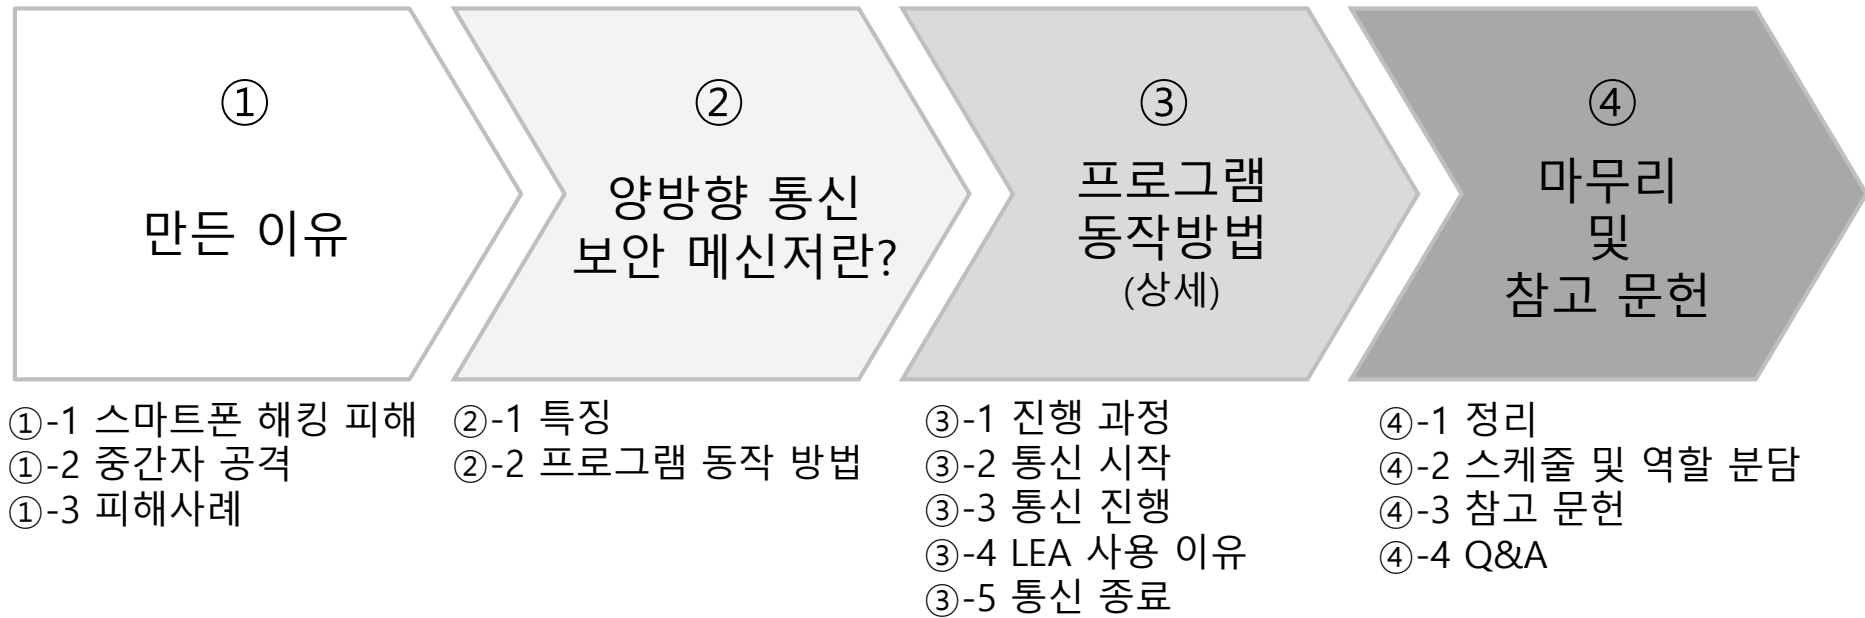 ①
만든 이유
②
양방향 통신
보안 메신저란?
③
프로그램
동작방법
(상세)
④
마무리
및
참고 문헌
①-1 스마트폰 해킹 피해
①-2 중간자 공격
①-3 피해사례
②-1 특징
②-2 프로그램 동작 방법
③-1 진행 과정
③-2 통신 시작
③-3 통신 진행
③-4 LEA 사용 이유
③-5 통신 종료
④-1 정리
④-2 스케줄 및 역할 분담
④-3 참고 문헌
④-4 Q&A